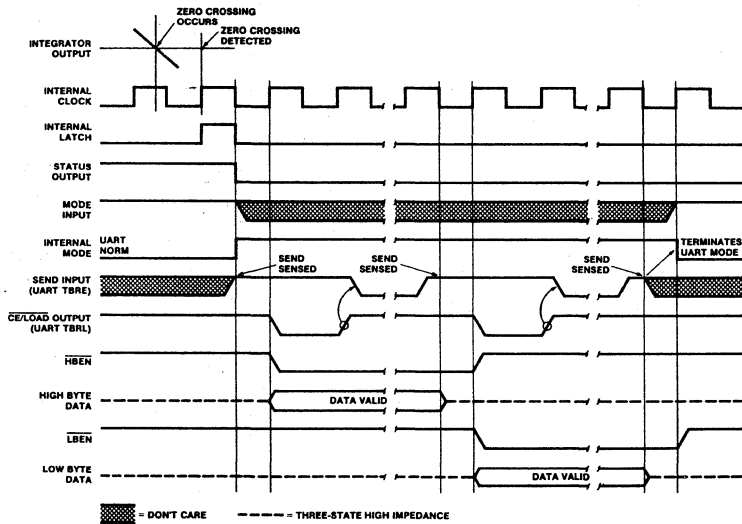 ZERO CROSSING
OCCURS
ZERO CROSSING
DETECTED
INTEGRATOR
OUTPUT
INTERNAL
CLOCK
INTERNAL
LATCH
STATUS
OUTPUT
MODE
INPUT
INTERNAL
MODE
UART
NORM
TERMINATES
UART MODE
SEND
SENSED
SEND
SENSED
SEND
SENSED
SEND INPUT
(UART TBRE)
CE/LOAD OUTPUT
(UART TBRL)
HBEN
HIGH BYTE
DATA
DATA VALID
LBEN
LOW BYTE
DATA
DATA VALID
= DON'T CARE
= THREE-STATE HIGH IMPEDANCE